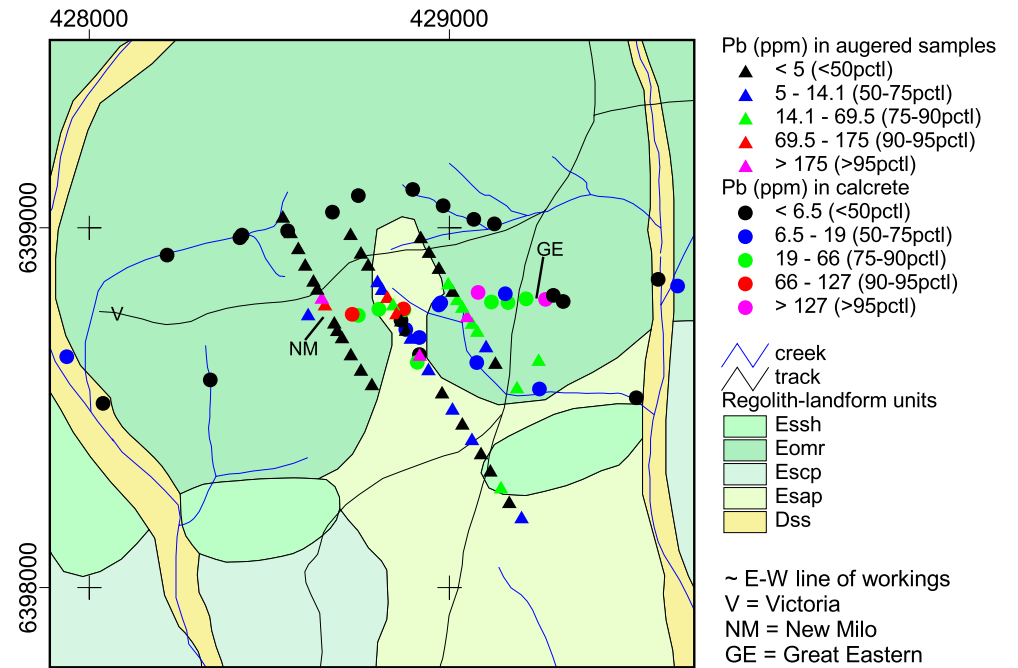 428000
429000
6399000
6398000
V
NM
GE
Pb (ppm) in augered samples
< 5 (<50pctl)
5 - 14.1 (50-75pctl)
14.1 - 69.5 (75-90pctl)
69.5 - 175 (90-95pctl)
> 175 (>95pctl)
Pb (ppm) in calcrete
< 6.5 (<50pctl)
6.5 - 19 (50-75pctl)
19 - 66 (75-90pctl)
66 - 127 (90-95pctl)
> 127 (>95pctl)
creek
track
Regolith-landform units
Essh
Eomr
Escp
Esap
Dss
~ E-W line of workings
V = Victoria
NM = New Milo
GE = Great Eastern